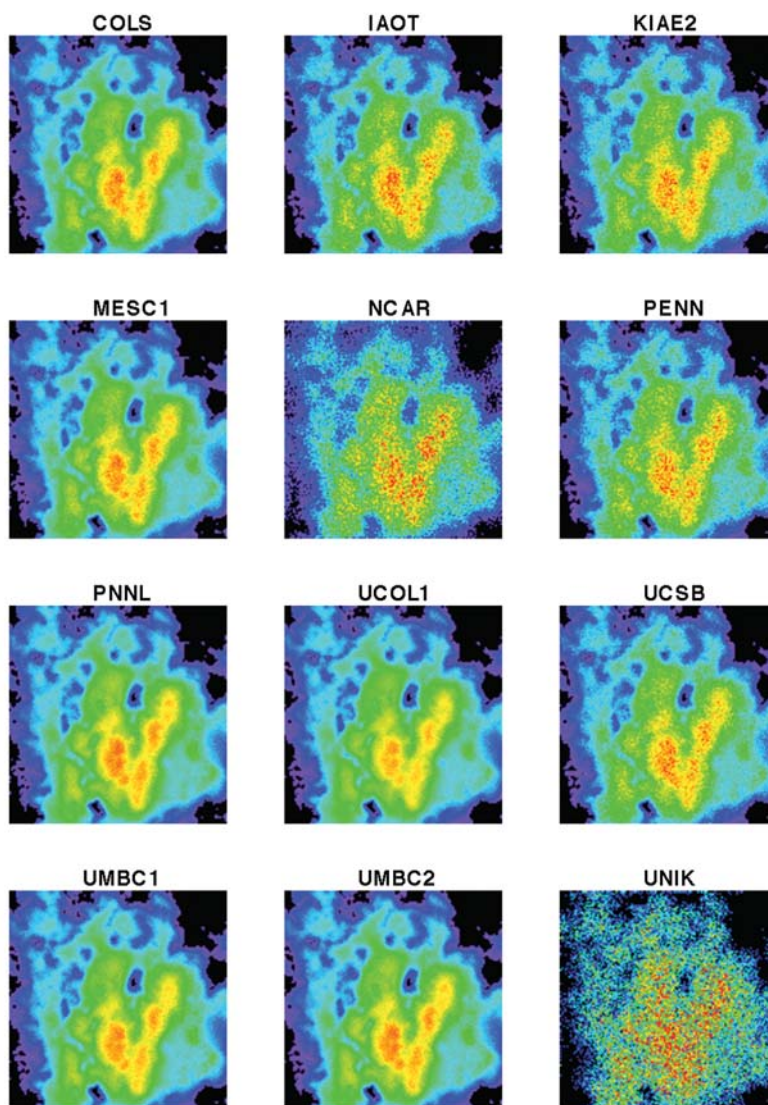 COLS IAOT KIAE2
MESC1 NCAR PENN
PNNL UCOL1 UCSB
UMBC1 UMBC2 UNIK